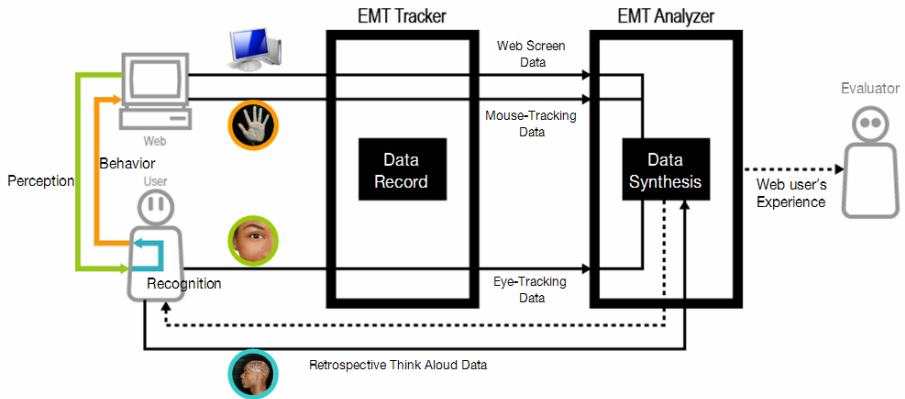 EMT Tracker
EMT Analyzer
Web Screen
Data
Evaluator
Mouse-Tracking
Data
Web
Behavior
Data
Record
Data
Synthesis
Perception
User
Web user's
Experience
Recognition
Eye-Tracking
Data
Retrospective Think Aloud Data